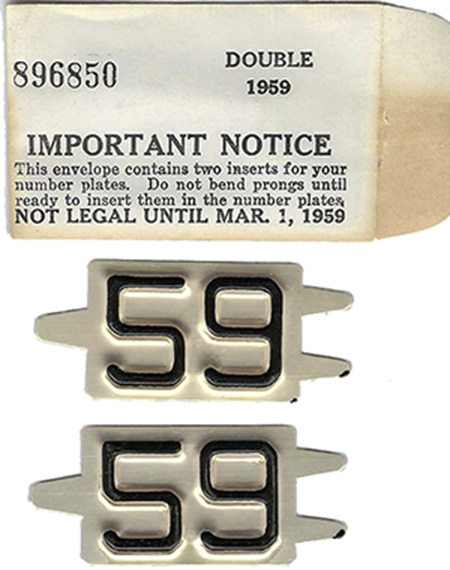 896850
DOUBLE
1959
IMPORTANT NOTICE
This envelope contains two inserts for your
number plates. Do not bend prongs until
ready to insert them in the number plates.
NOT LEGAL UNTIL MAR. 1, 1959
59
59